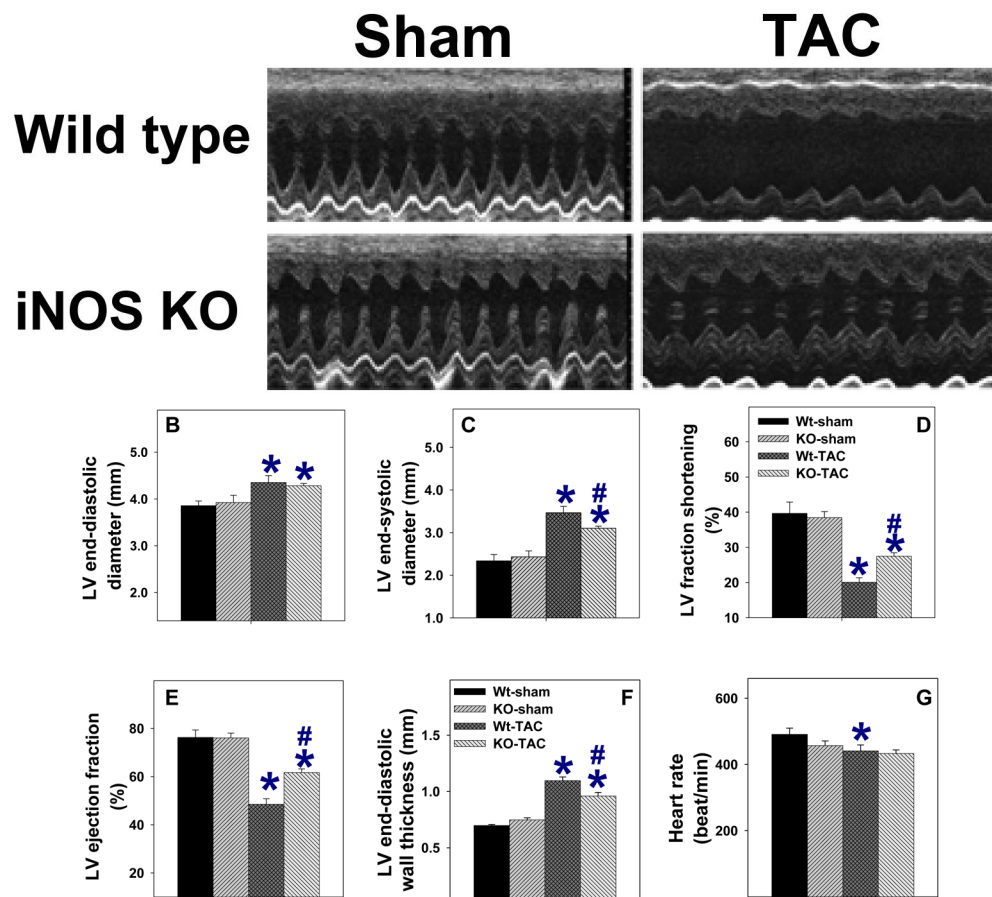 Sham TAC
Wild type
iNOS KO
B
LV end-diastolic
diameter (mm)
5.0
4.0
3.0
2.0
C
LV end-systolic
diameter (mm)
5.0
4.0
3.0
2.0
1.0
*
*
#
*
*
D
LV fraction shortening
(%)
60
50
40
30
20
10
Wt-sham
KO-sham
Wt-TAC
KO-TAC
#
*
*
E
LV ejection fraction
(%)
80
60
40
20
#
*
*
F
LV end-diastolic
wall thickness (mm)
1.5
1.0
0.5
Wt-sham
KO-sham
Wt-TAC
KO-TAC
#
*
*
G
Heart rate
(beat/min)
600
400
200
*